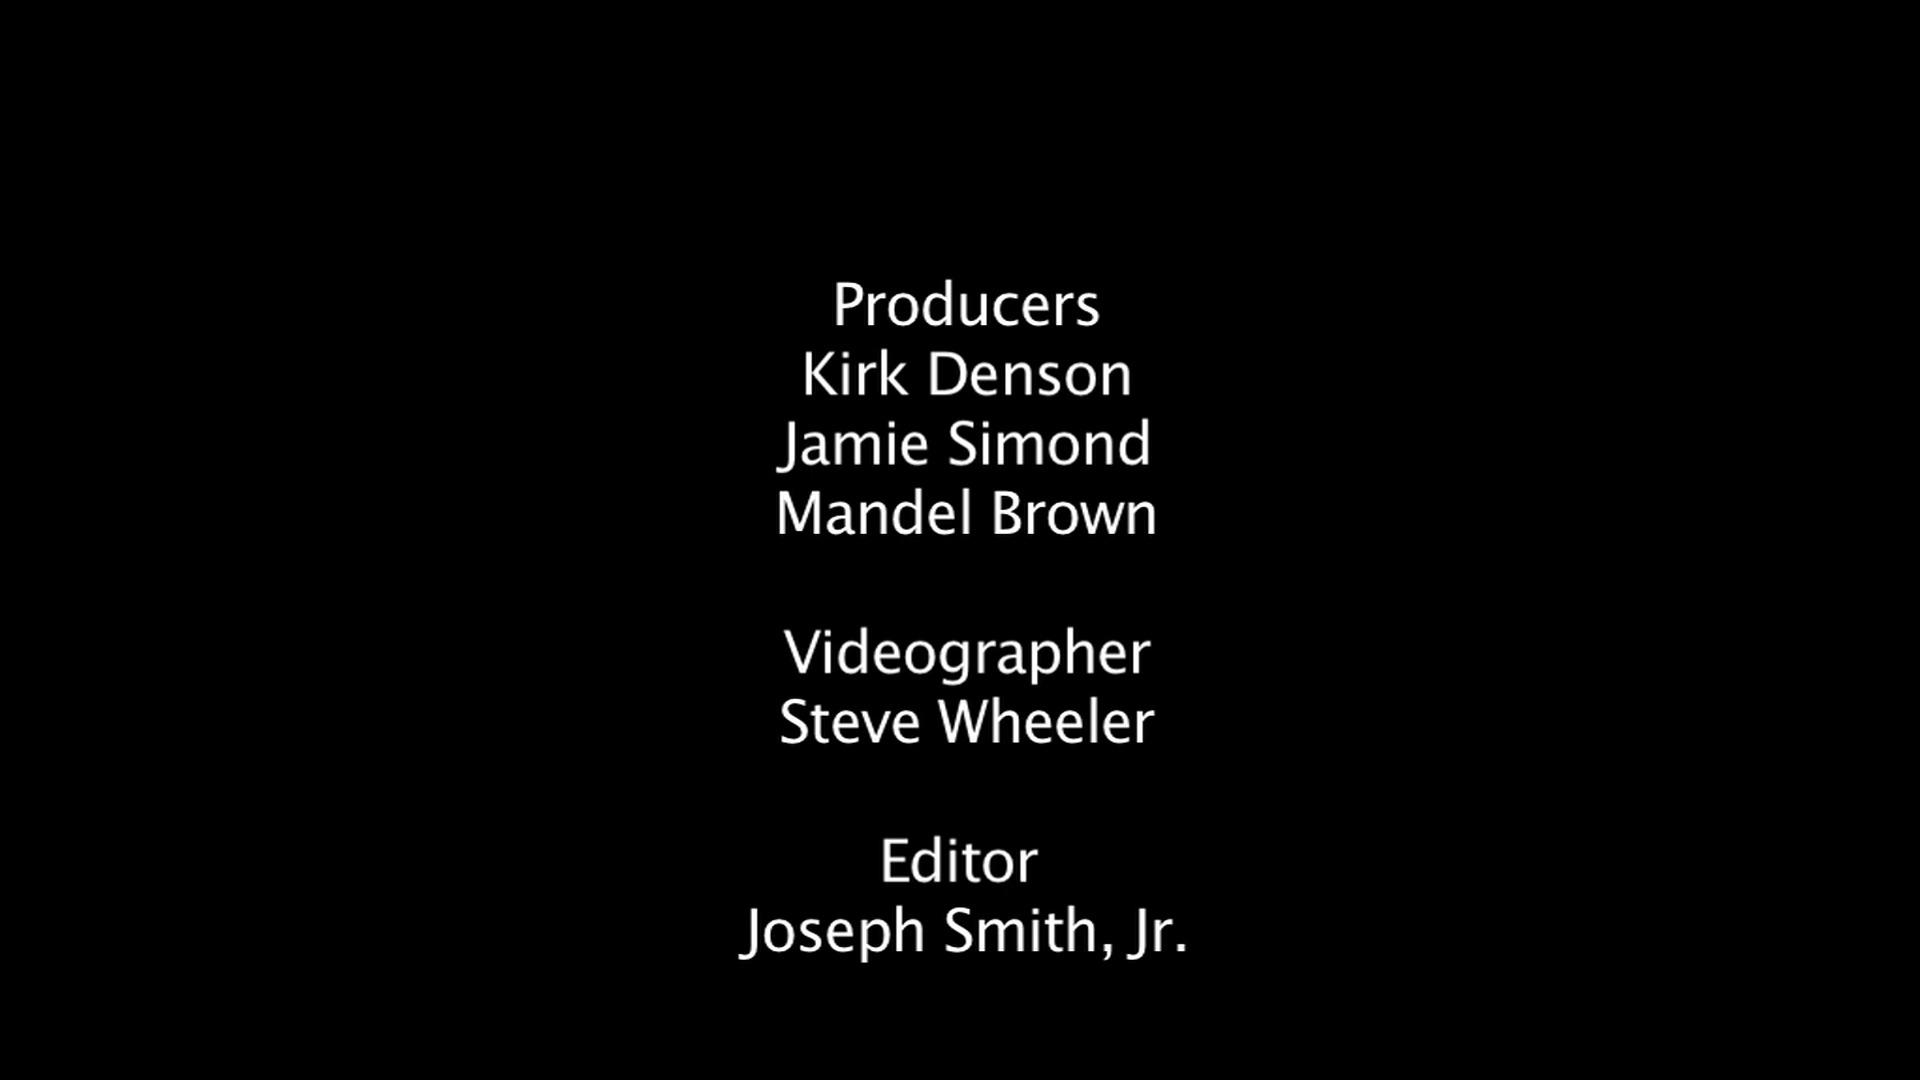 Producers
Kirk Denson
Jamie Simond
Mandel Brown
Videographer
Steve Wheeler
Editor
Joseph Smith, Jr.